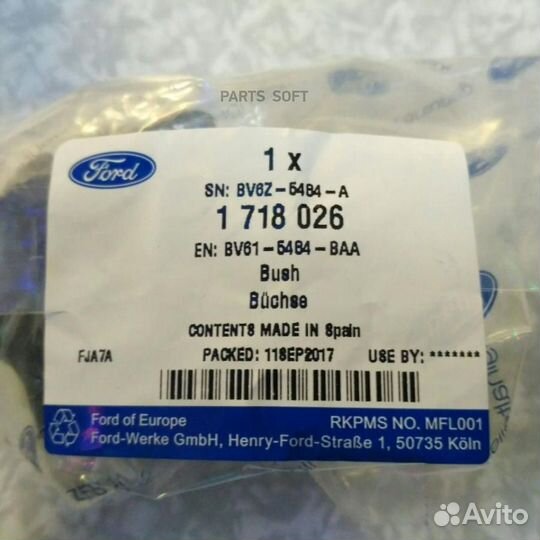 PARTS SOFT
Ford
1 x
SN: BV6Z-5484-A
1 718 026
EN: BV61-5484-BAA
Bush
Büchse
CONTENTS MADE IN Spain
FJA7A PACKED: 11SEP2017 USE BY: *******
Ford of Europe RKPMS NO. MFL001
Ford-Werke GmbH, Henry-Ford-Straße 1, 50735 Köln
Avito